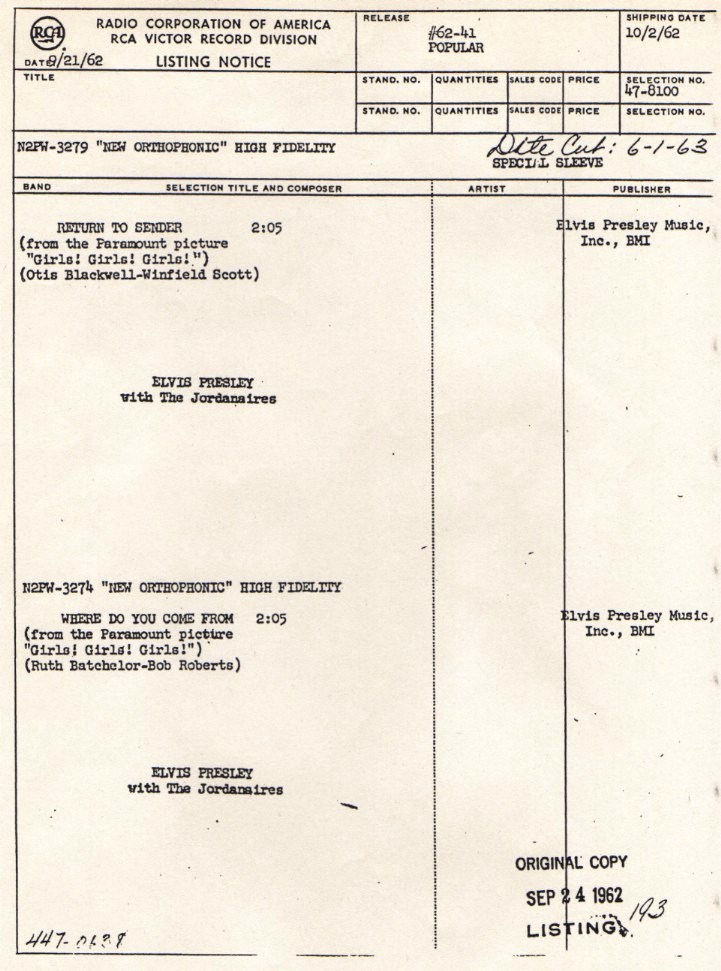 RCA
RADIO CORPORATION OF AMERICA
RCA VICTOR RECORD DIVISION
DATE 9/21/62 LISTING NOTICE
RELEASE
#62-41
POPULAR
SHIPPING DATE
10/2/62
TITLE
STAND. NO. QUANTITIES SALES CODE PRICE SELECTION NO.
47-8100
STAND. NO. QUANTITIES SALES CODE PRICE SELECTION NO.
N2PW-3279 "NEW ORTHOPHONIC" HIGH FIDELITY
Date Cut: 6-1-63
SPECIAL SLEEVE
BAND SELECTION TITLE AND COMPOSER ARTIST PUBLISHER
RETURN TO SENDER 2:05 Elvis Presley Music,
(from the Paramount picture Inc., BMI
"Girls! Girls! Girls!")
(Otis Blackwell-Winfield Scott)
ELVIS PRESLEY
with The Jordanaires
N2PW-3274 "NEW ORTHOPHONIC" HIGH FIDELITY
WHERE DO YOU COME FROM 2:05 Elvis Presley Music,
(from the Paramount picture Inc., BMI
"Girls! Girls! Girls!")
(Ruth Batchelor-Bob Roberts)
ELVIS PRESLEY
with The Jordanaires
ORIGINAL COPY
SEP 24 1962
LISTING 193